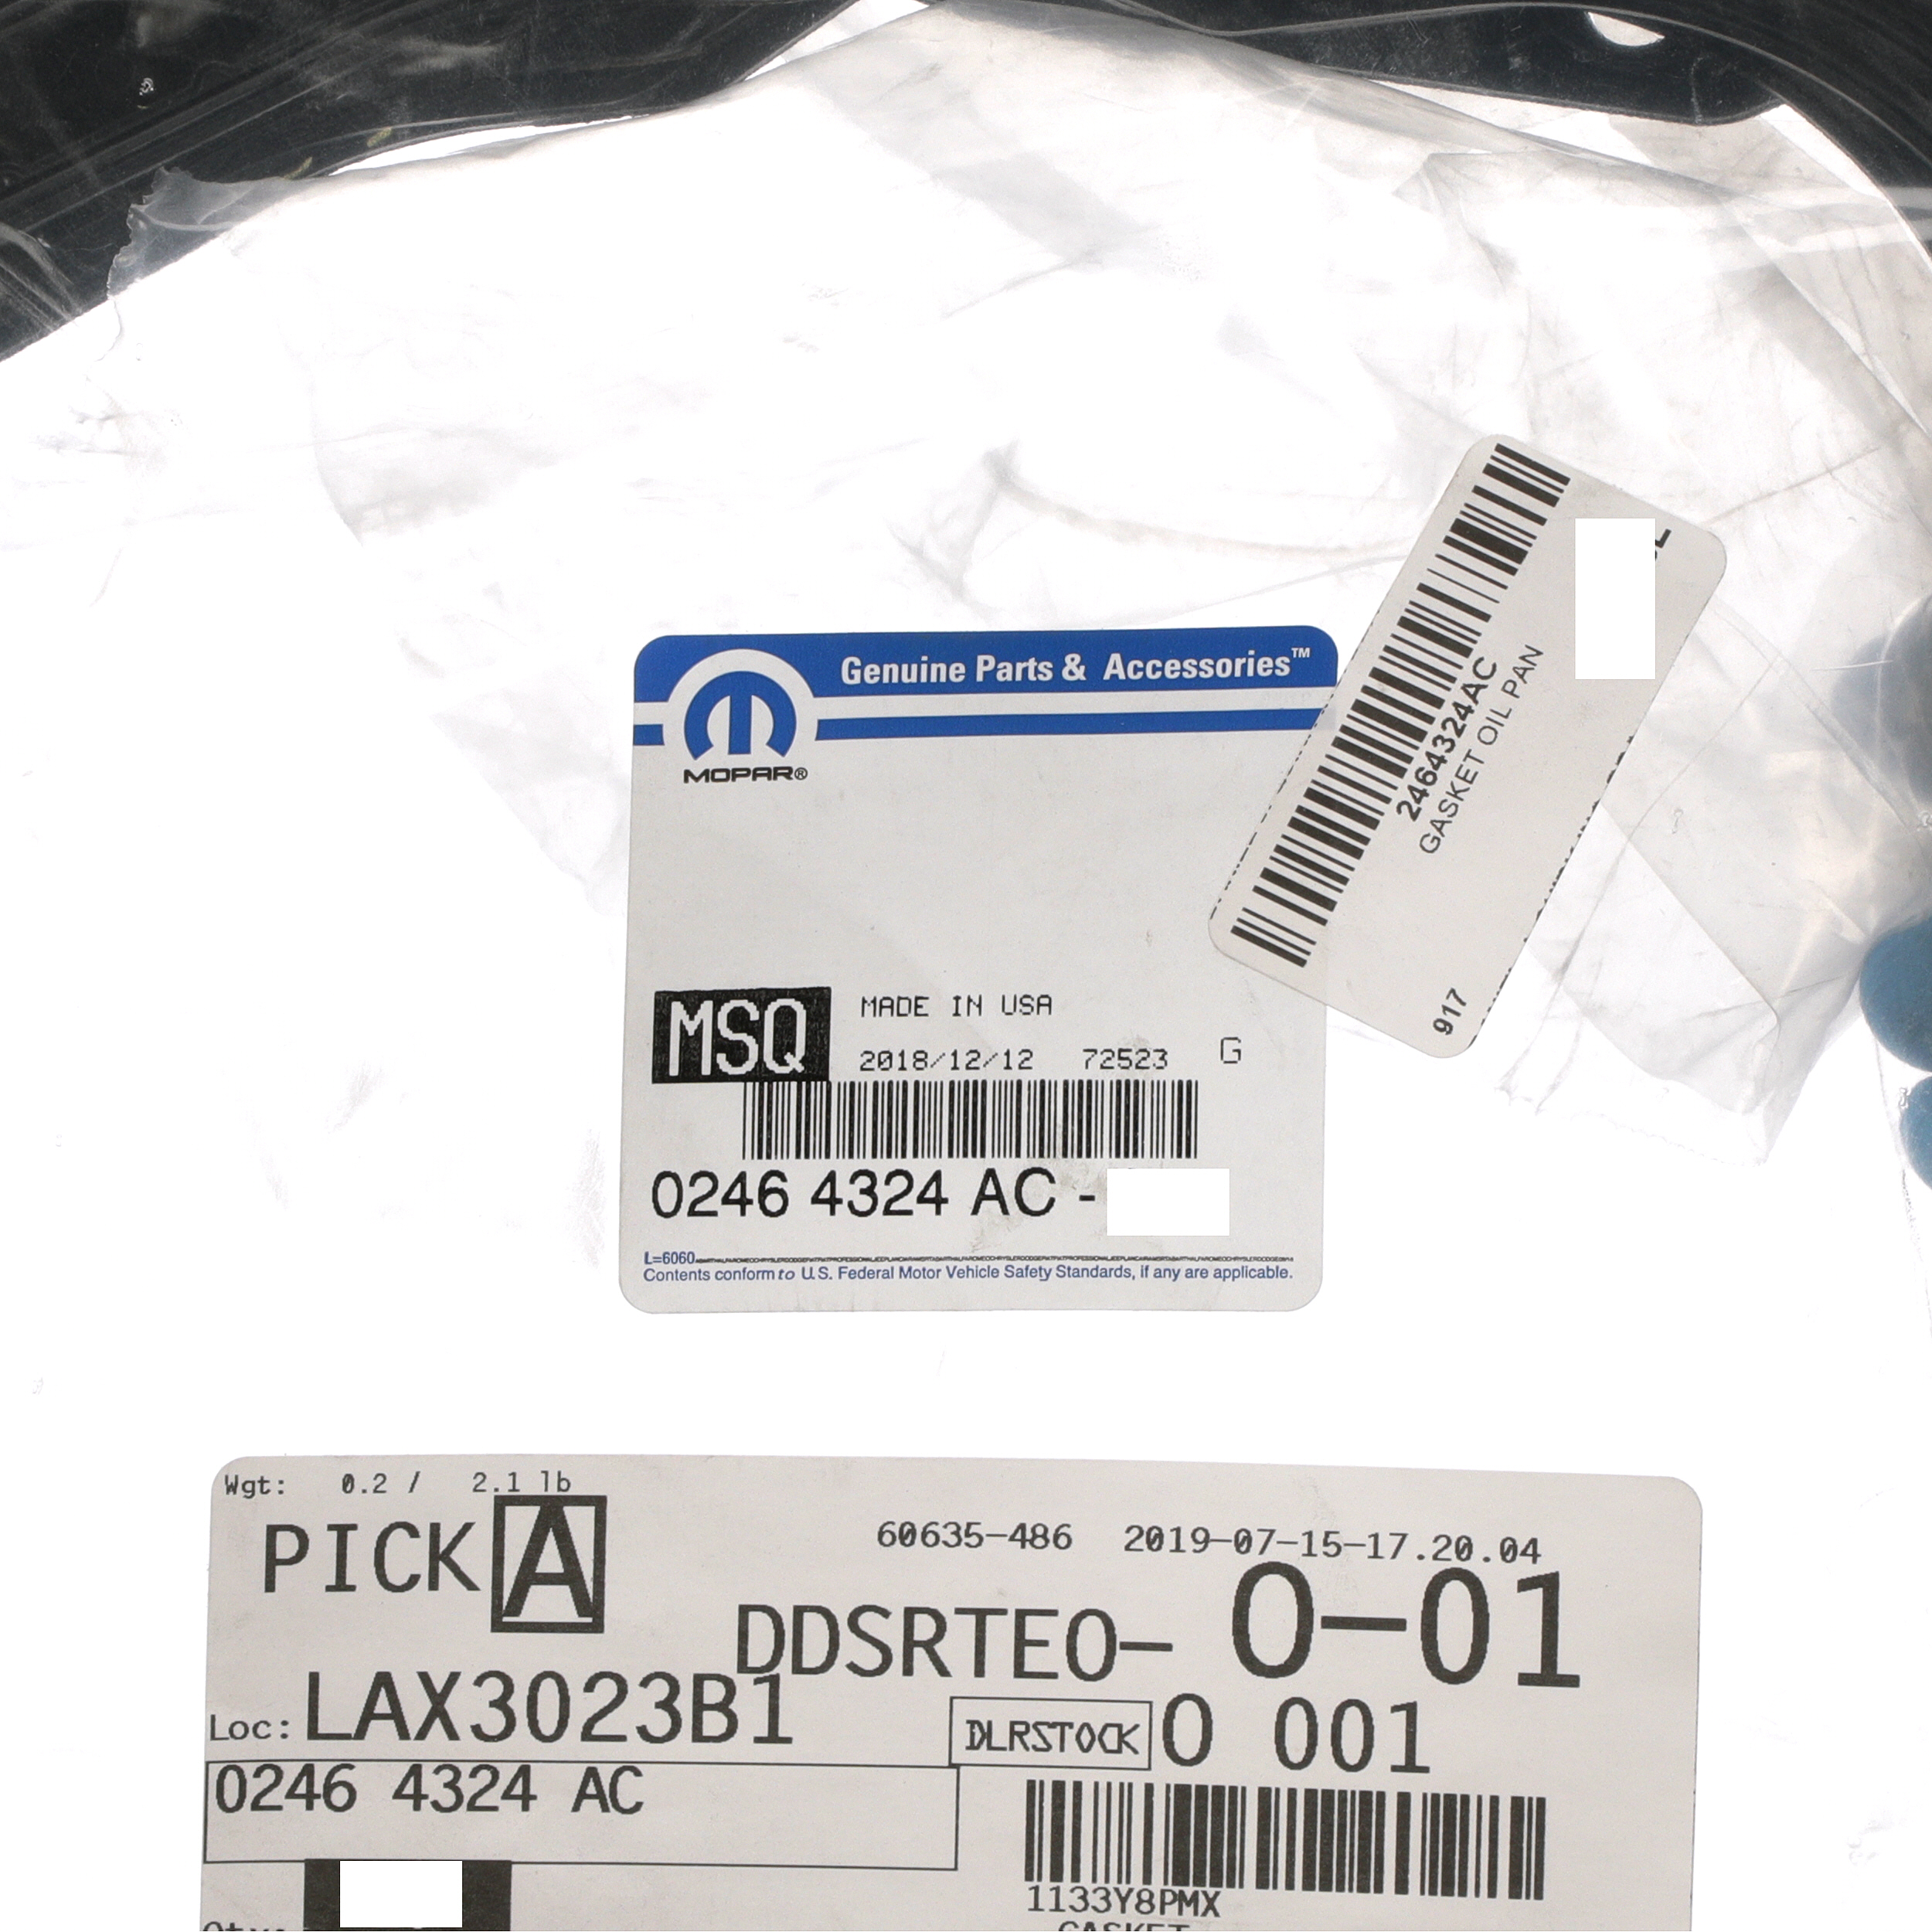 Genuine Parts & Accessories™
MOPAR®
MADE IN USA
MSQ
2018/12/12 72523 G
0246 4324 AC -
L=6060
Contents conform to U.S. Federal Motor Vehicle Safety Standards, if any are applicable.
2464324AC
GASKET OIL PAN
917
Wgt: 0.2 / 2.1 lb
PICK A
60635-486 2019-07-15-17.20.04
DDSRTEO- O-01
Loc: LAX3023B1
DLRSTOCK O 001
0246 4324 AC
1133Y8PMX
GASKET